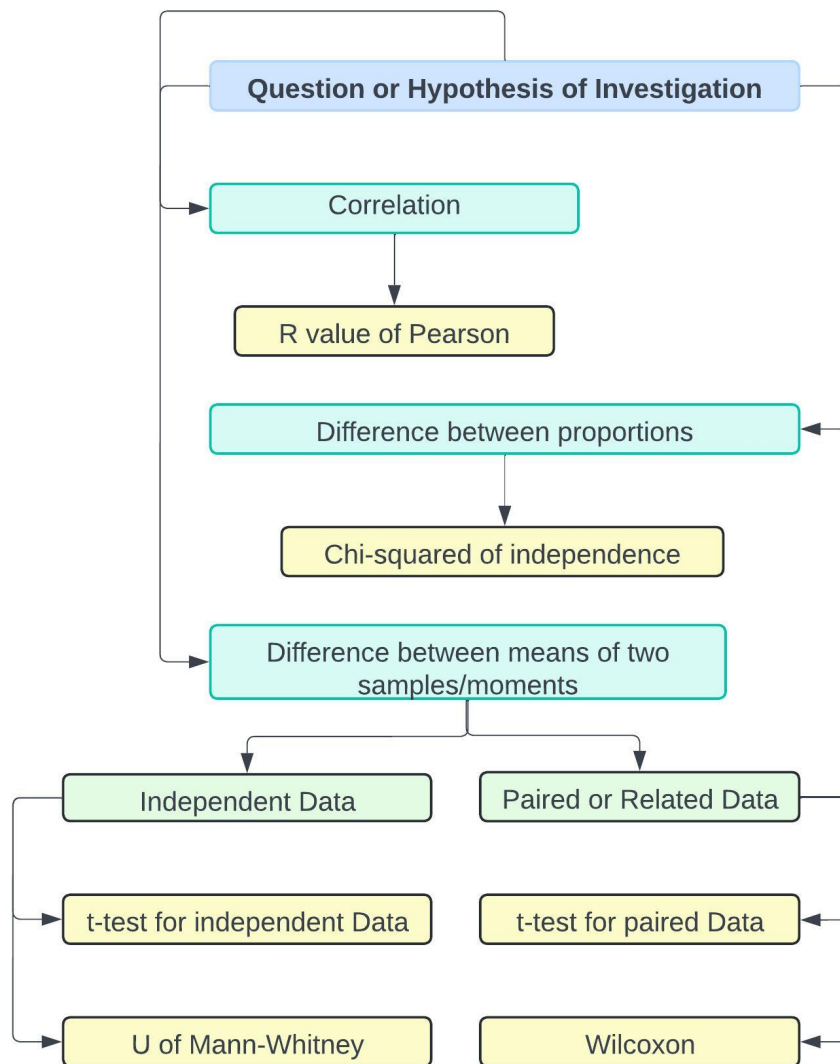 Question or Hypothesis of Investigation
Correlation
R value of Pearson
Difference between proportions
Chi-squared of independence
Difference between means of two
samples/moments
Independent Data
Paired or Related Data
t-test for independent Data
t-test for paired Data
U of Mann-Whitney
Wilcoxon